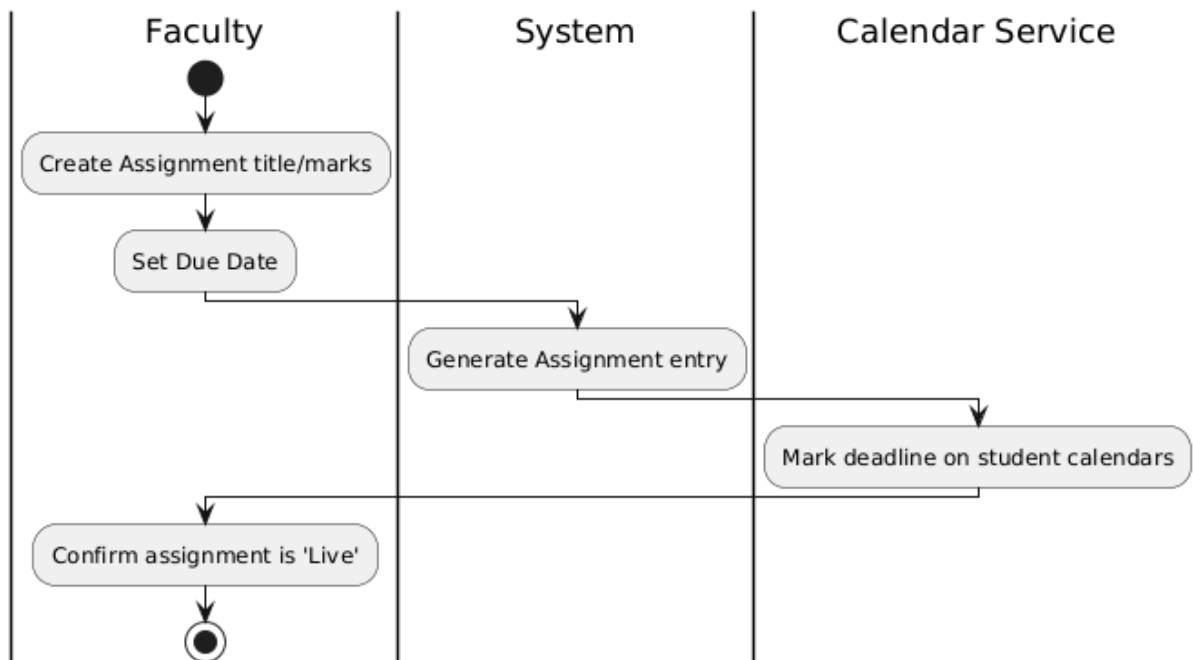 Faculty
System
Calendar Service
Create Assignment title/marks
Set Due Date
Generate Assignment entry
Mark deadline on student calendars
Confirm assignment is 'Live'